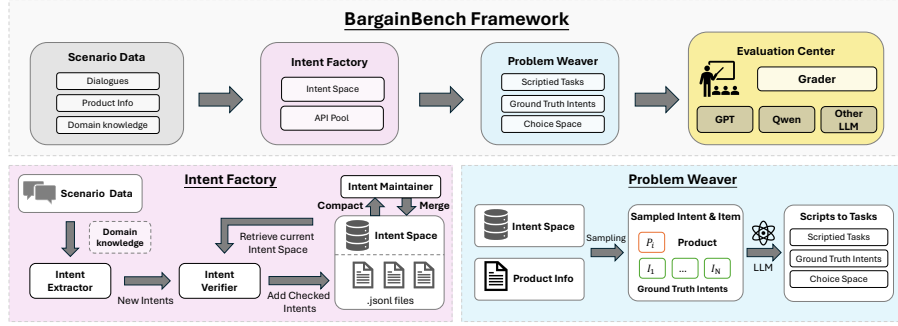 BargainBench Framework
Scenario Data
Dialogues
Product Info
Domain knowledge
Intent Factory
Intent Space
API Pool
Problem Weaver
Scriptied Tasks
Ground Truth Intents
Choice Space
Evaluation Center
Grader
GPT
Qwen
Other
LLM
Intent Factory
Scenario Data
Domain
knowledge
Intent
Extractor
New Intents
Intent
Verifier
Retrieve current
Intent Space
Add Checked
Intents
Intent Maintainer
Compact
Merge
Intent Space
.jsonl files
Problem Weaver
Intent Space
Product Info
Sampling
Sampled Intent & Item
Pᵢ
Product
I₁
...
I_N
Ground Truth Intents
LLM
Scripts to Tasks
Scriptied Tasks
Ground Truth Intents
Choice Space